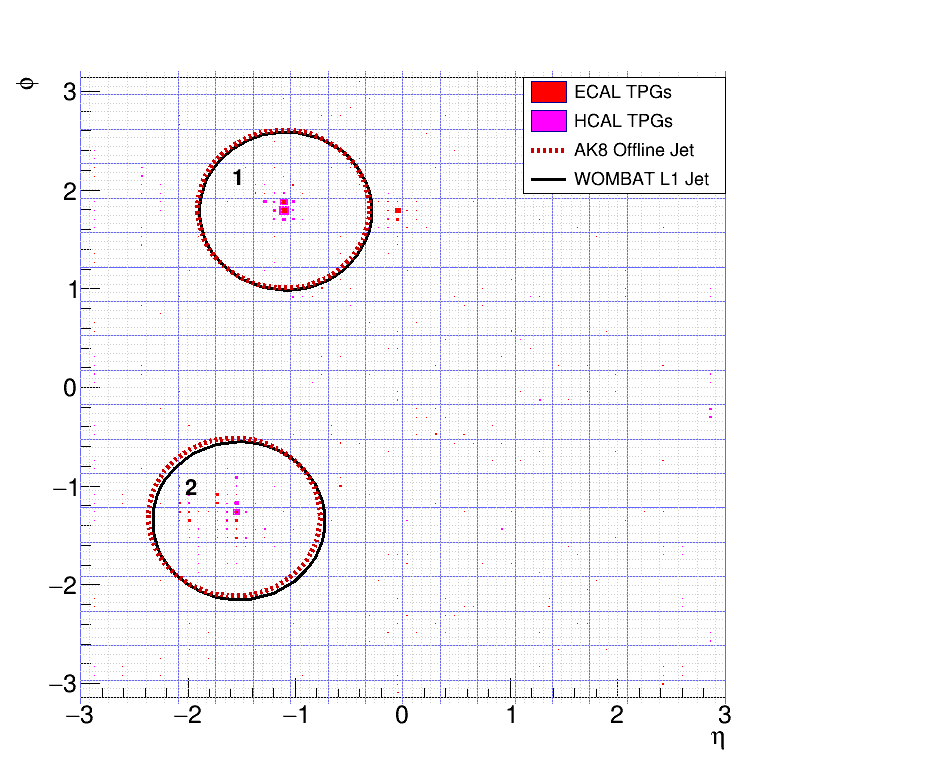 ϕ
3
2
1
0
−1
−2
−3
ECAL TPGs
HCAL TPGs
AK8 Offline Jet
WOMBAT L1 Jet
1
2
−3 −2 −1 0 1 2 3
η